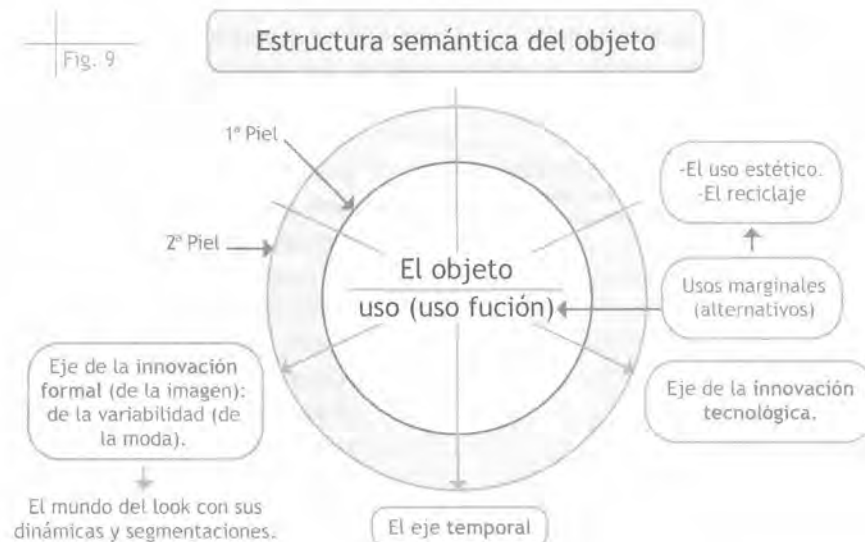 Fig. 9
Estructura semántica del objeto
1ª Piel
2ª Piel
El objeto
uso (uso fución)
-El uso estético.
-El reciclaje
Usos marginales
(alternativos)
Eje de la innovación
formal (de la imagen):
de la variabilidad (de
la moda).
Eje de la innovación
tecnológica.
El mundo del look con sus
dinámicas y segmentaciones.
El eje temporal